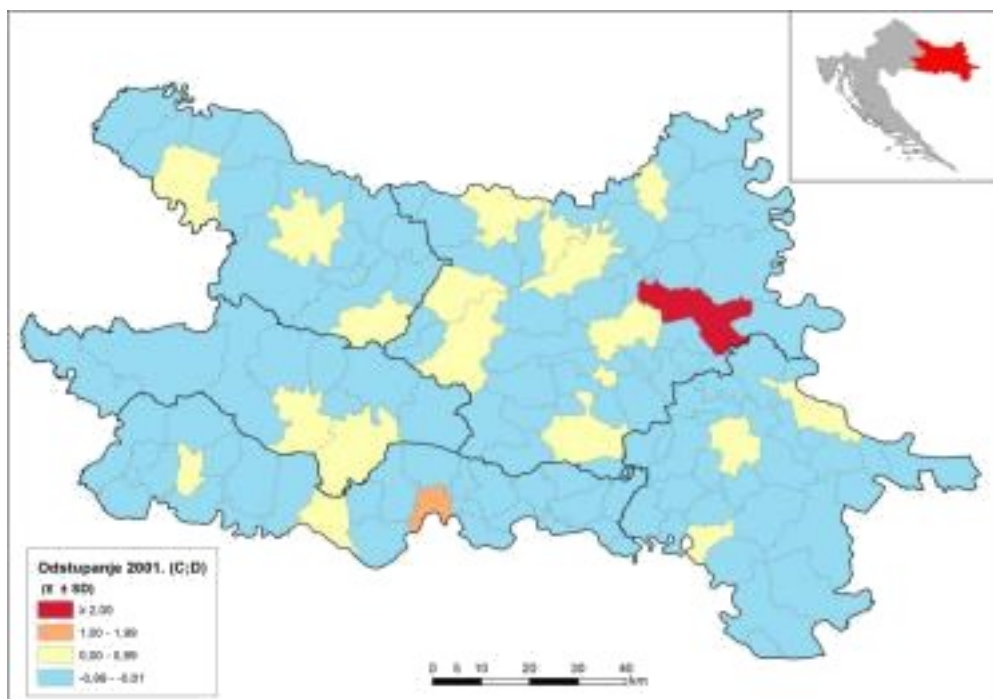 Odstupanje 2001. (C;D)
(x̄ ± SD)
≥ 2,00
1,00 - 1,99
0,00 - 0,99
-0,99 - -0,01
0 5 10 20 30 40
km